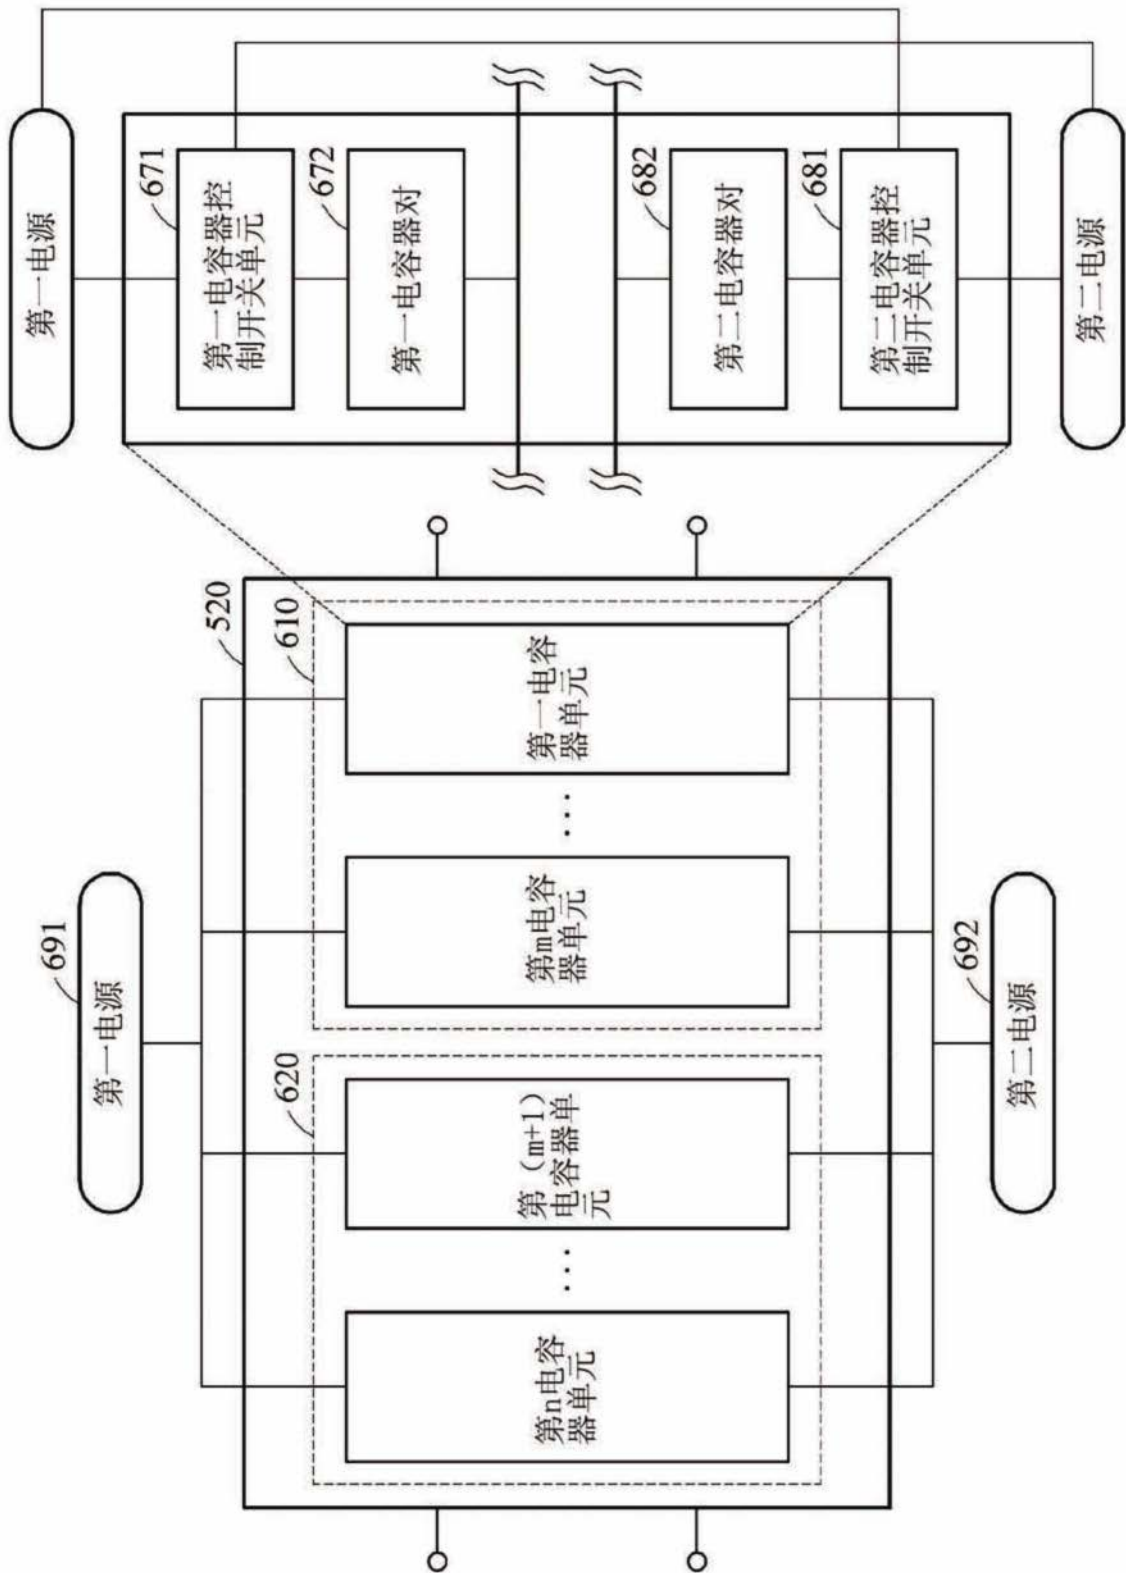 691
第一电源
520
620
610
第n电容
器单元
...
第（m+1）
电容器单
元
第m电容
器单元
...
第一电容
器单元
692
第二电源
第一电源
671
第一电容器控
制开关单元
672
第一电容器对
682
第二电容器对
681
第二电容器控
制开关单元
第二电源